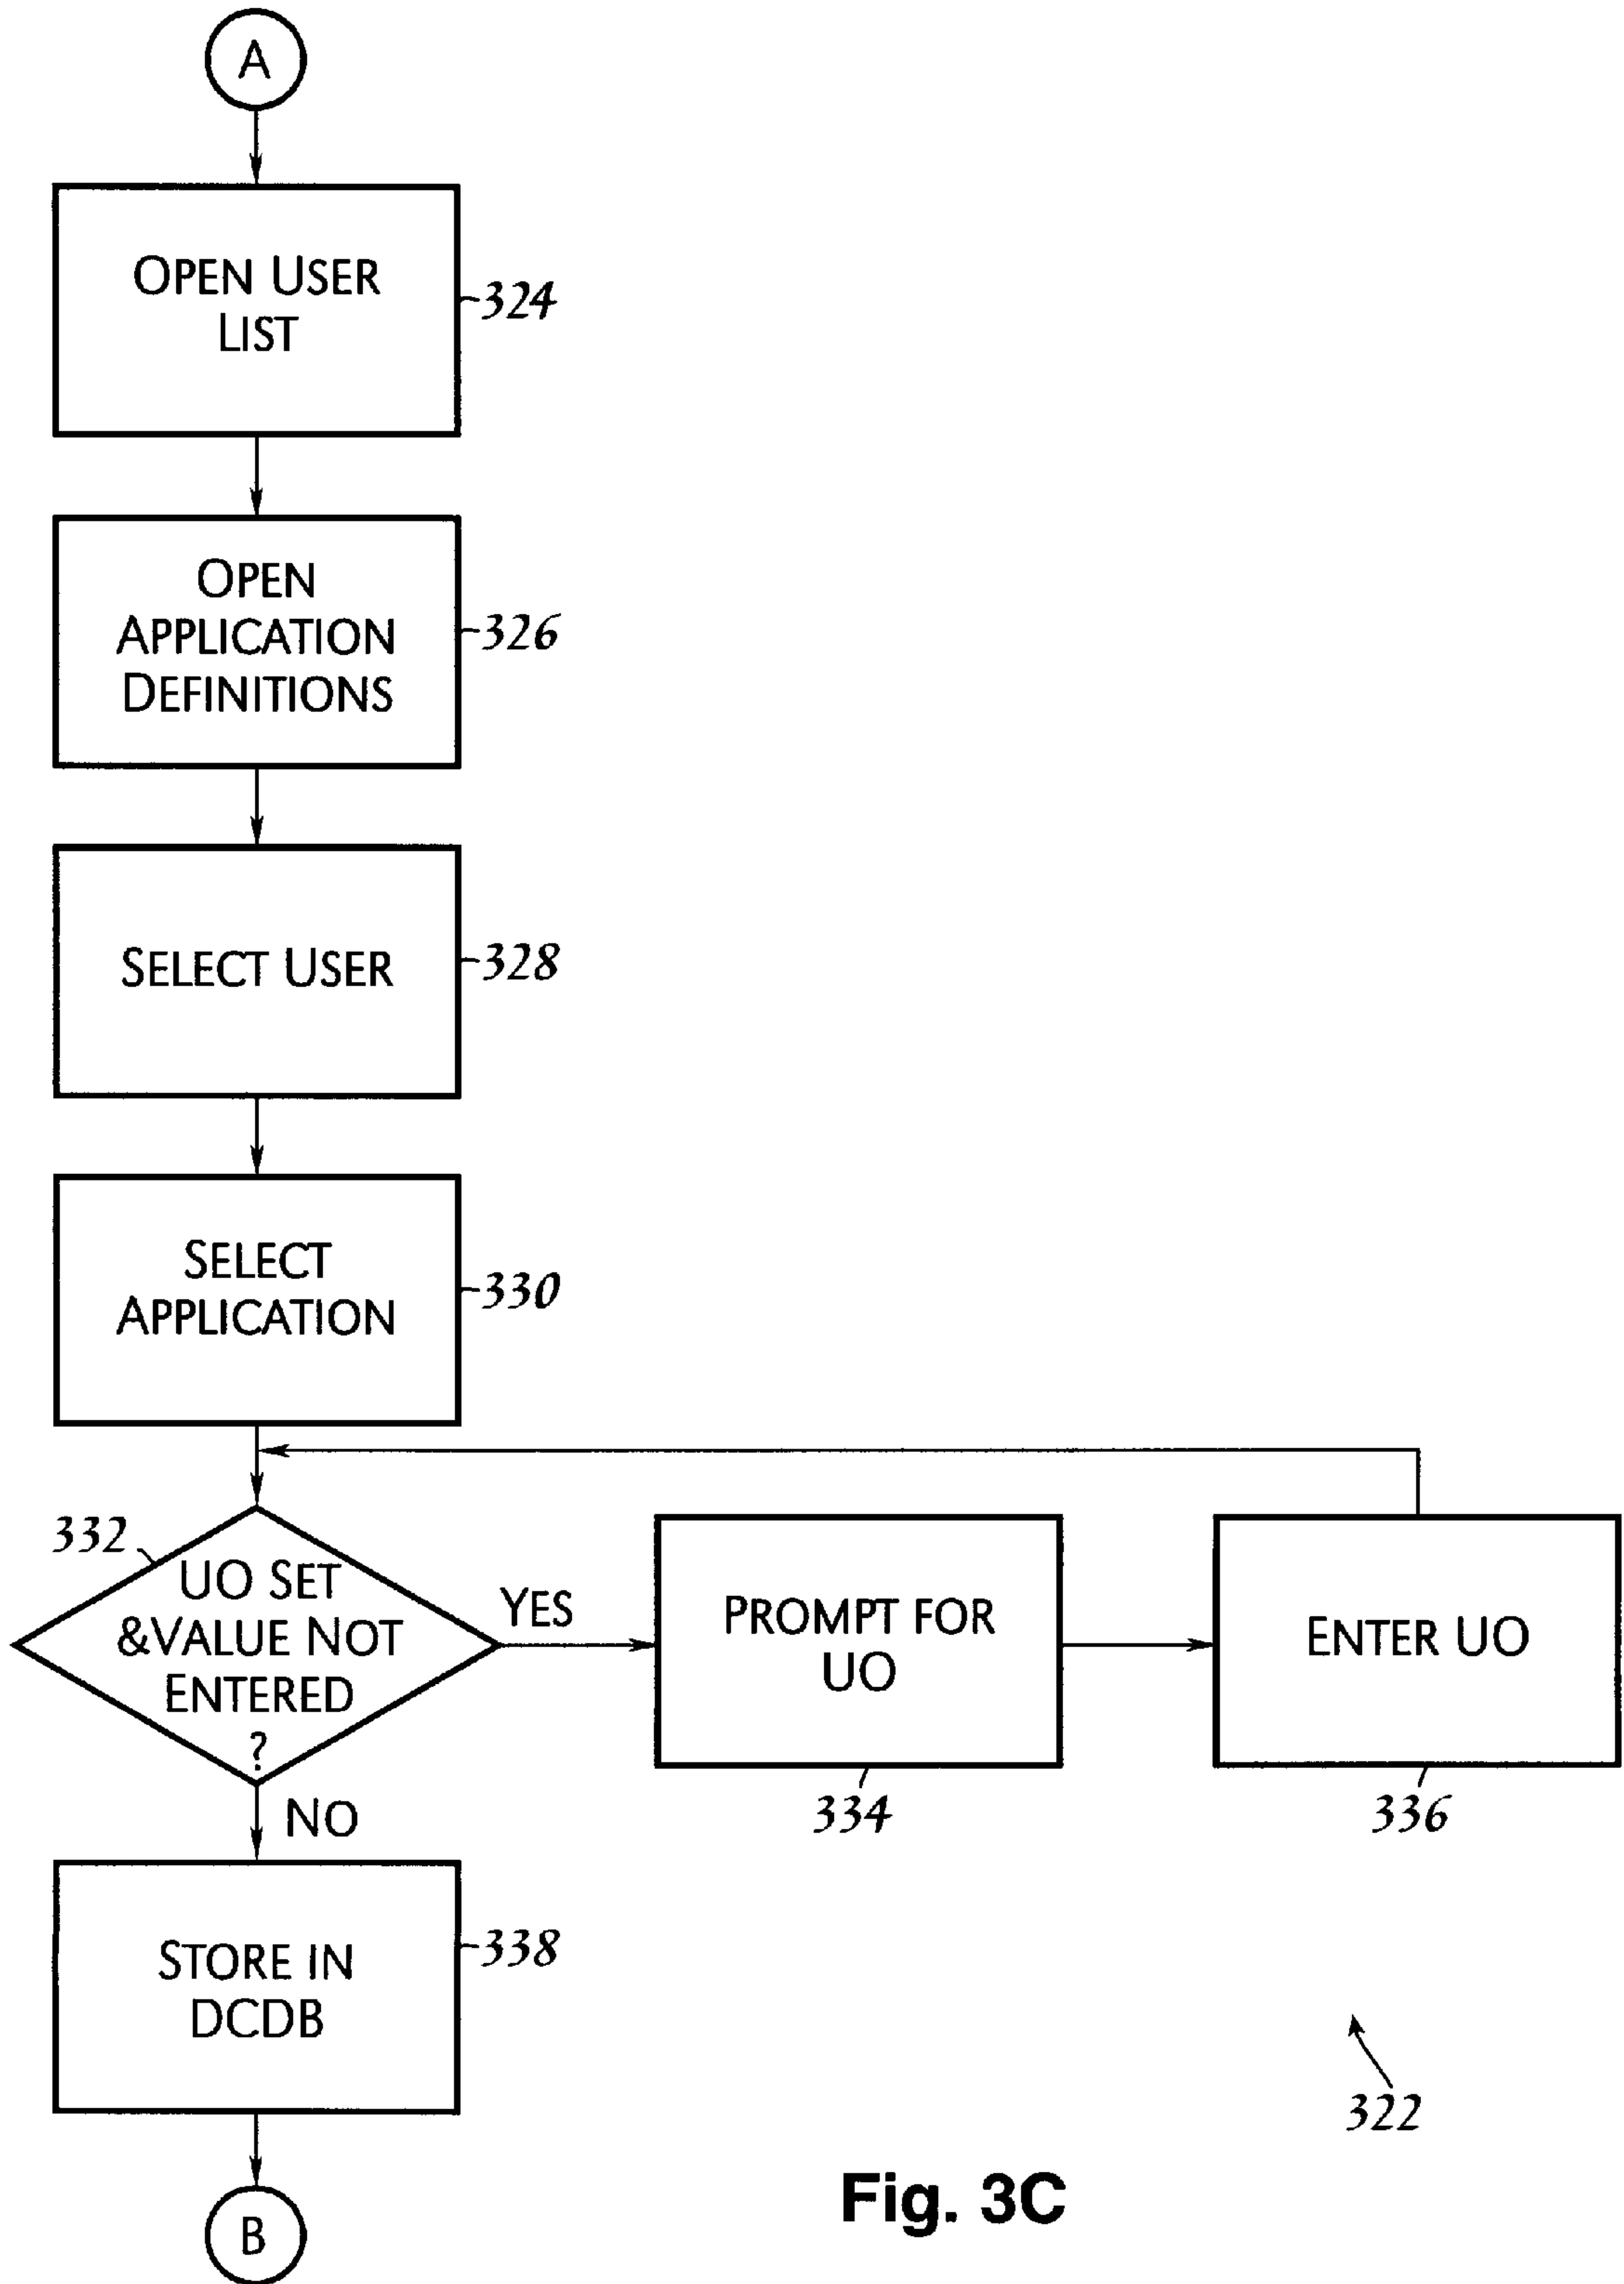 A
OPEN USER
LIST
324
OPEN
APPLICATION
DEFINITIONS
326
SELECT USER
328
SELECT
APPLICATION
330
332
UO SET
&VALUE NOT
ENTERED
?
YES
PROMPT FOR
UO
334
ENTER UO
336
NO
STORE IN
DCDB
338
322
B
Fig. 3C